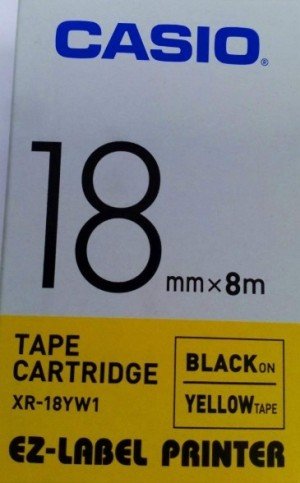 CASIO®
18
mm×8m
TAPE
CARTRIDGE
XR-18YW1
BLACK ON
YELLOW TAPE
EZ-LABEL PRINTER